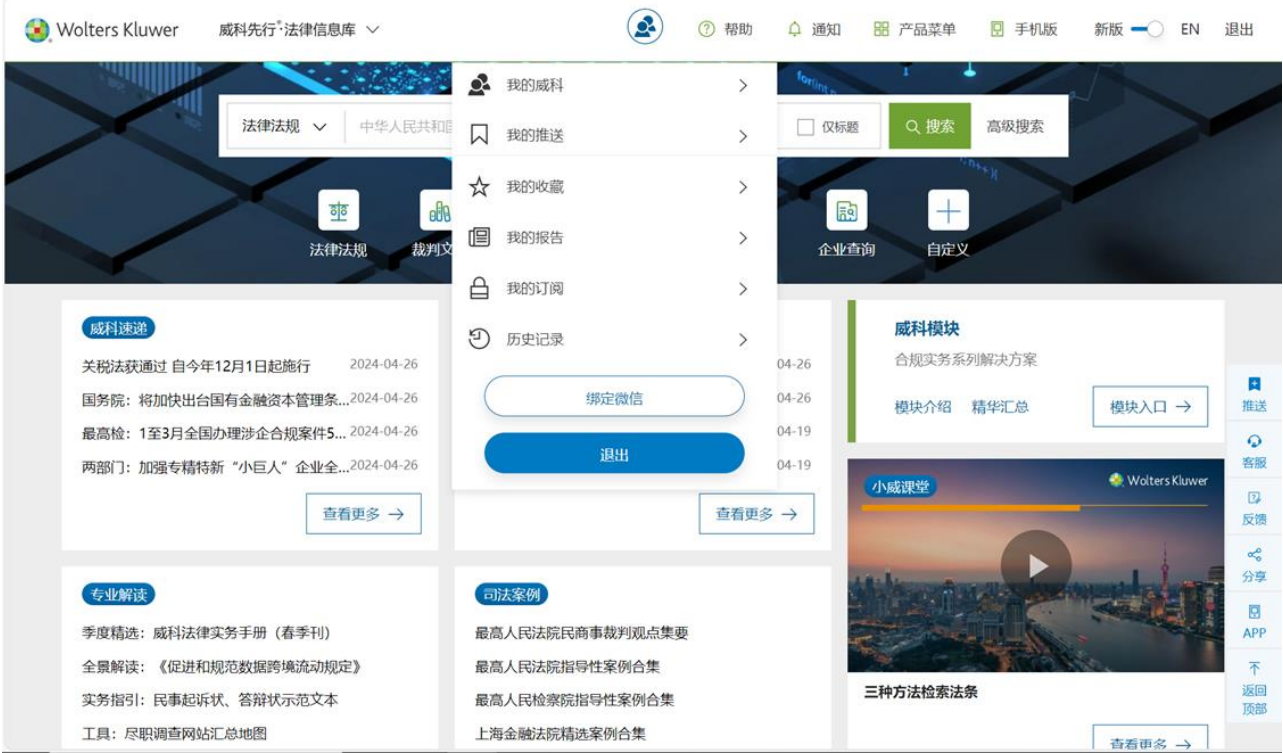 Wolters Kluwer 威科先行®·法律信息库 帮助 通知 产品菜单 手机版 新版 EN 退出
我的威科
法律法规 中华人民共和国 仅标题 搜索 高级搜索
我的推送
我的收藏
我的报告
法律法规 裁判文 企业查询 自定义
我的订阅
历史记录
绑定微信
退出
威科速递
关税法获通过 自今年12月1日起施行 2024-04-26
国务院：将加快出台国有金融资本管理条...2024-04-26
最高检：1至3月全国办理涉企合规案件5... 2024-04-26
两部门：加强专精特新“小巨人”企业全...2024-04-26
查看更多 →
04-26
04-26
04-19
04-19
查看更多 →
威科模块
合规实务系列解决方案
模块介绍 精华汇总 模块入口 →
小威课堂 Wolters Kluwer
三种方法检索法条
查看更多 →
专业解读
季度精选：威科法律实务手册（春季刊）
全景解读：《促进和规范数据跨境流动规定》
实务指引：民事起诉状、答辩状示范文本
工具：尽职调查网站汇总地图
司法案例
最高人民法院民商事裁判观点集要
最高人民法院指导性案例合集
最高人民检察院指导性案例合集
上海金融法院精选案例合集
推送
客服
反馈
分享
APP
返回
顶部